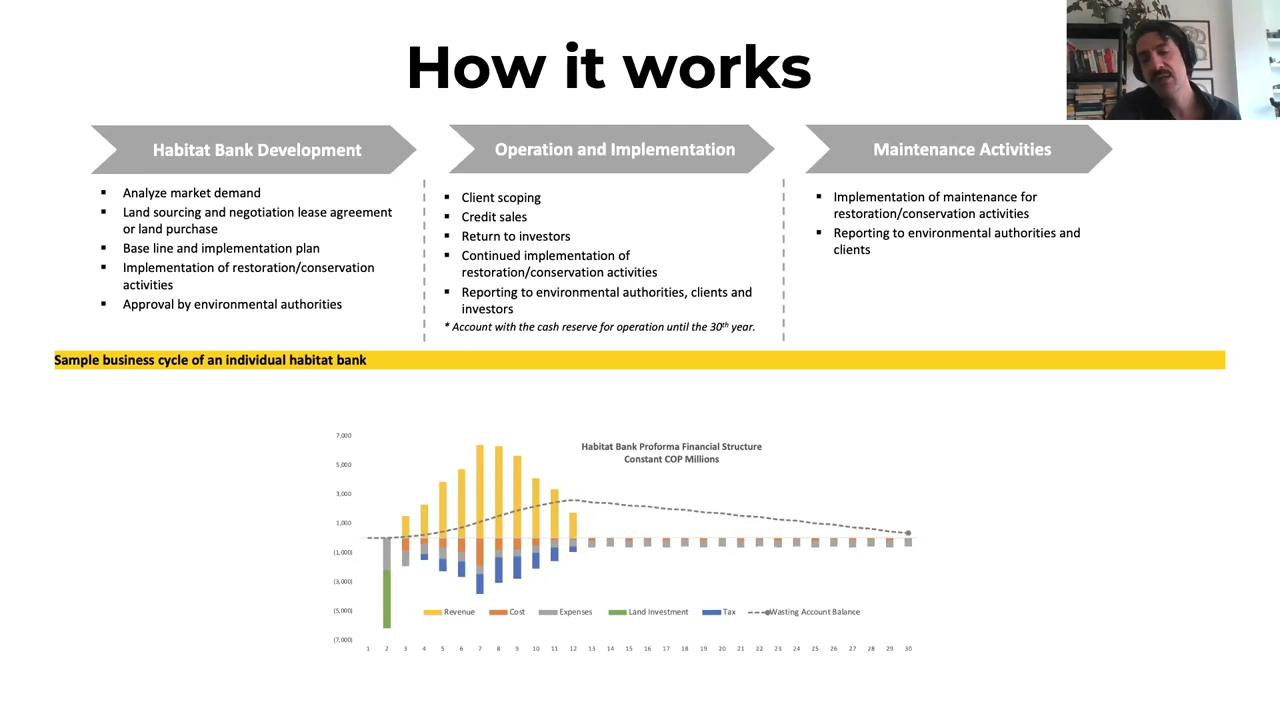 How it works
Habitat Bank Development
▪ Analyze market demand
▪ Land sourcing and negotiation lease agreement
or land purchase
▪ Base line and implementation plan
▪ Implementation of restoration/conservation
activities
▪ Approval by environmental authorities
Operation and Implementation
▪ Client scoping
▪ Credit sales
▪ Return to investors
▪ Continued implementation of
restoration/conservation activities
▪ Reporting to environmental authorities, clients and
investors
* Account with the cash reserve for operation until the 30th year.
Maintenance Activities
▪ Implementation of maintenance for
restoration/conservation activities
▪ Reporting to environmental authorities and
clients
Sample business cycle of an individual habitat bank
Habitat Bank Proforma Financial Structure
Constant COP Millions
7,000
5,000
3,000
1,000
(1,000)
(3,000)
(5,000)
(7,000)
Revenue Cost Expenses Land Investment Tax Wasting Account Balance
1 2 3 4 5 6 7 8 9 10 11 12 13 14 15 16 17 18 19 20 21 22 23 24 25 26 27 28 29 30